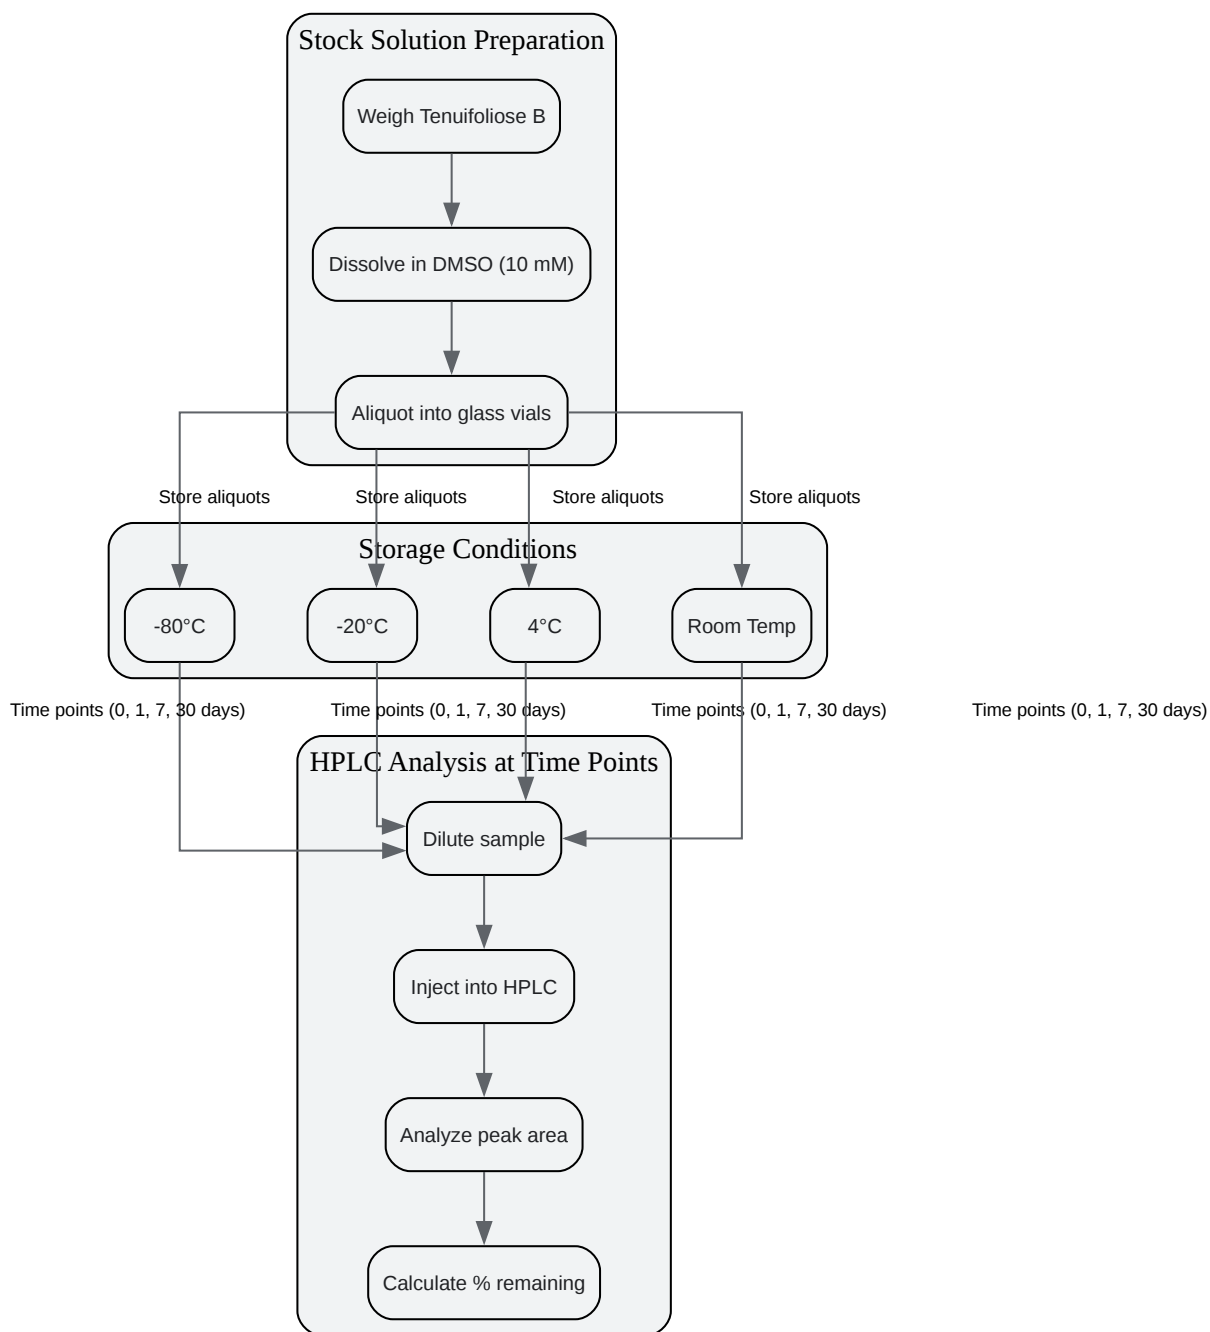 Stock Solution Preparation
Weigh Tenuifoliose B
Dissolve in DMSO (10 mM)
Aliquot into glass vials
Store aliquots
Store aliquots
Store aliquots
Store aliquots
Storage Conditions
-80°C
-20°C
4°C
Room Temp
Time points (0, 1, 7, 30 days)
Time points (0, 1, 7, 30 days)
Time points (0, 1, 7, 30 days)
Time points (0, 1, 7, 30 days)
HPLC Analysis at Time Points
Dilute sample
Inject into HPLC
Analyze peak area
Calculate % remaining